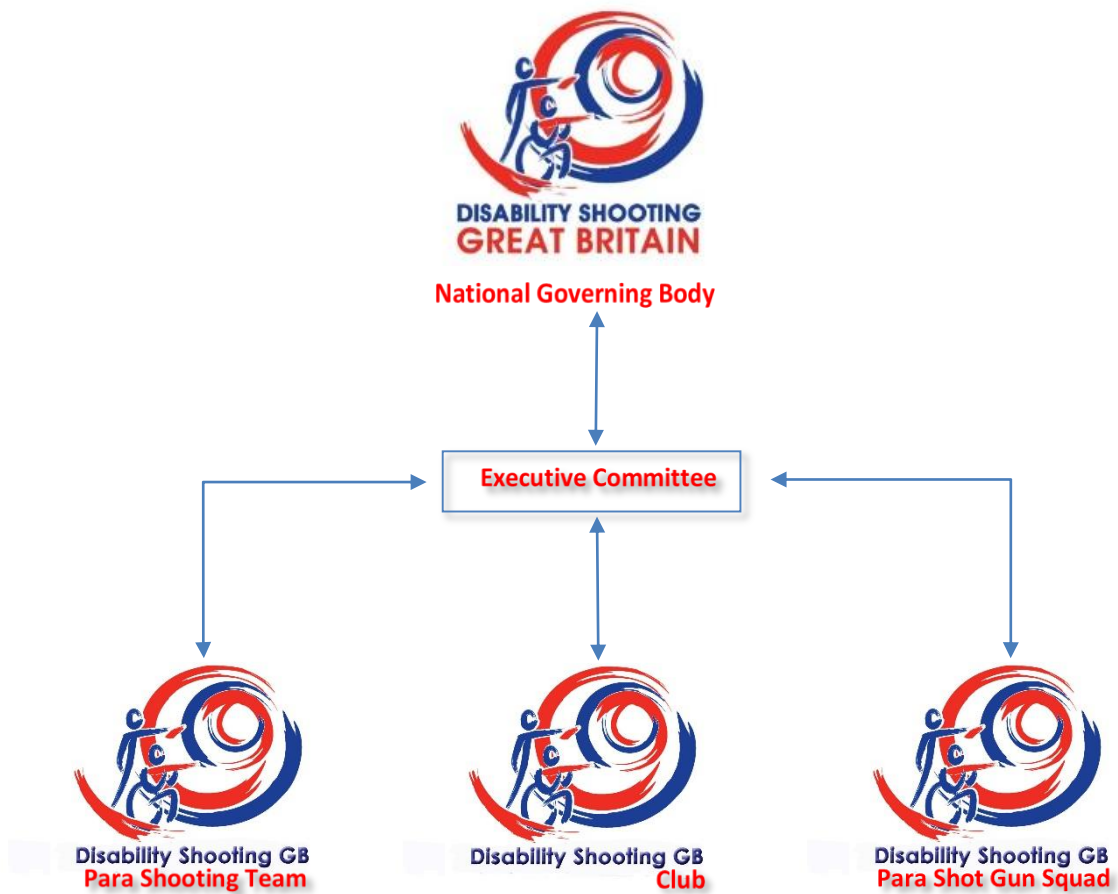 DISABILITY SHOOTING
GREAT BRITAIN
National Governing Body
Executive Committee
Disability Shooting GB
Para Shooting Team
Disability Shooting GB
Club
Disability Shooting GB
Para Shot Gun Squad